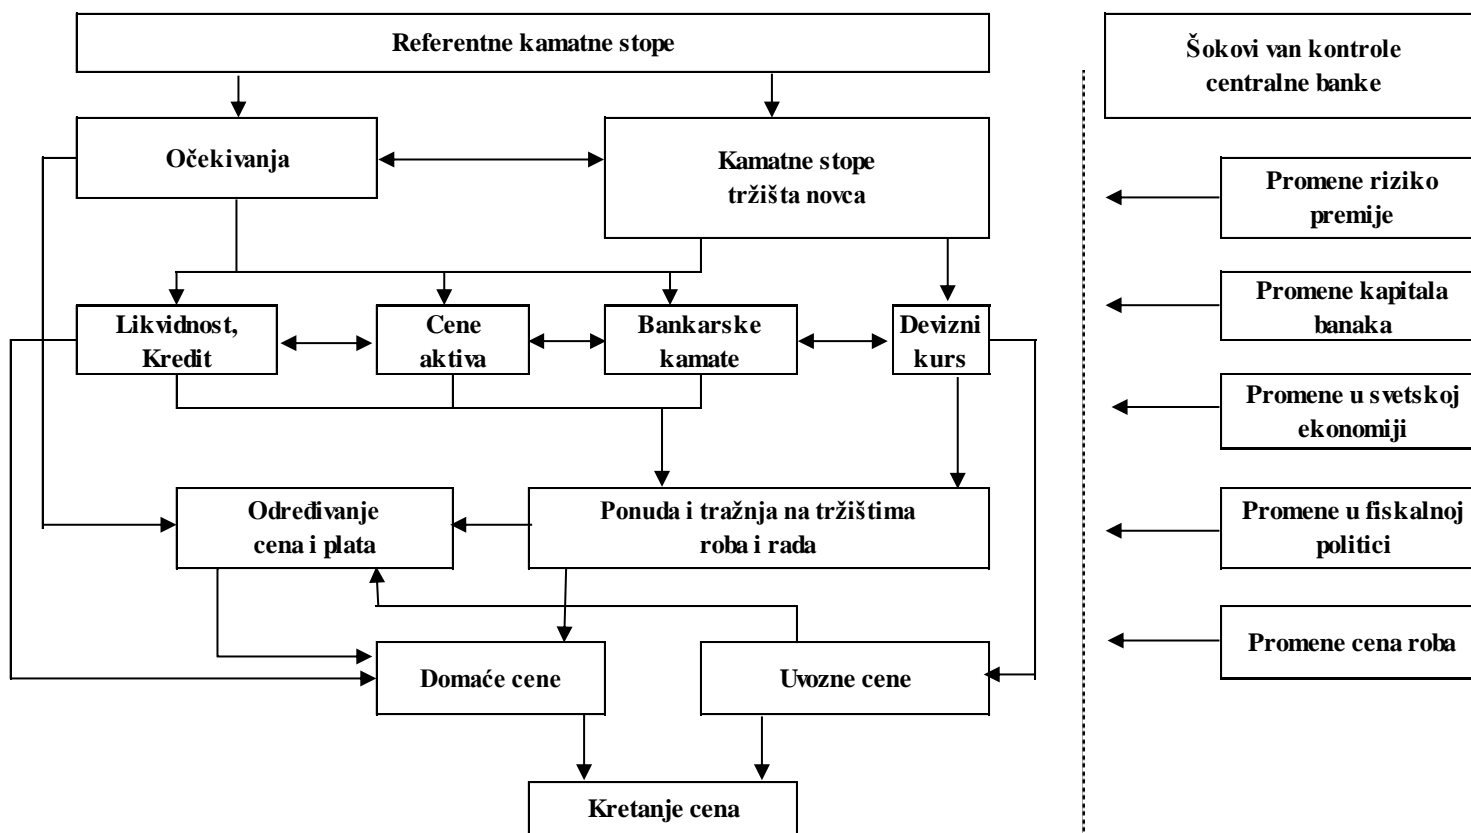 Referentne kamatne stope
Šokovi van kontrole
centralne banke
Očekivanja
Kamatne stope
tržišta novca
Promene riziko
premije
Likvidnost,
Kredit
Cene
aktiva
Bankarske
kamate
Devizni
kurs
Promene kapitala
banaka
Promene u svetskoj
ekonomiji
Određivanje
cena i plata
Ponuda i tražnja na tržištima
roba i rada
Promene u fiskalnoj
politici
Domaće cene
Uvozne cene
Promene cena roba
Kretanje cena